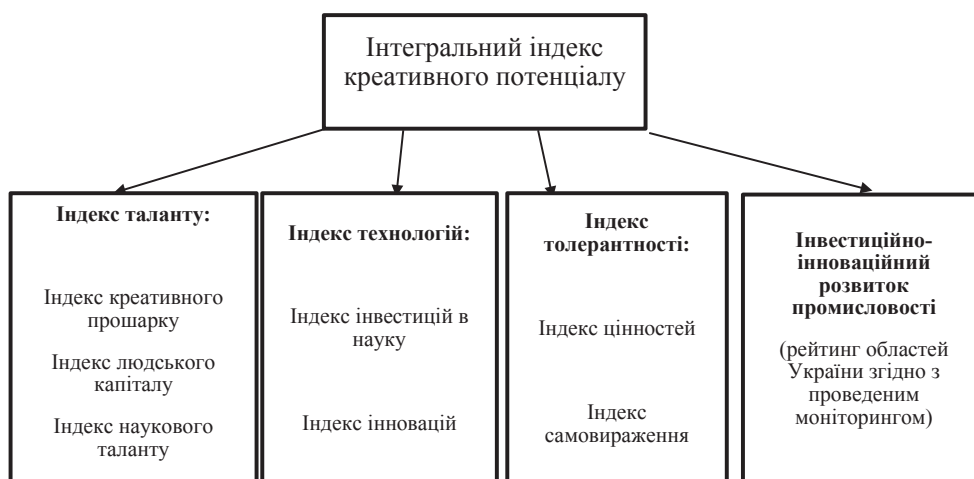 Інтегральний індекс
креативного потенціалу
Індекс таланту:
Індекс креативного
прошарку
Індекс людського
капіталу
Індекс наукового
таланту
Індекс технологій:
Індекс інвестицій в
науку
Індекс інновацій
Індекс
толерантності:
Індекс цінностей
Індекс
самовираження
Інвестиційно-
інноваційний
розвиток
промисловості
(рейтинг областей
України згідно з
проведеним
моніторингом)